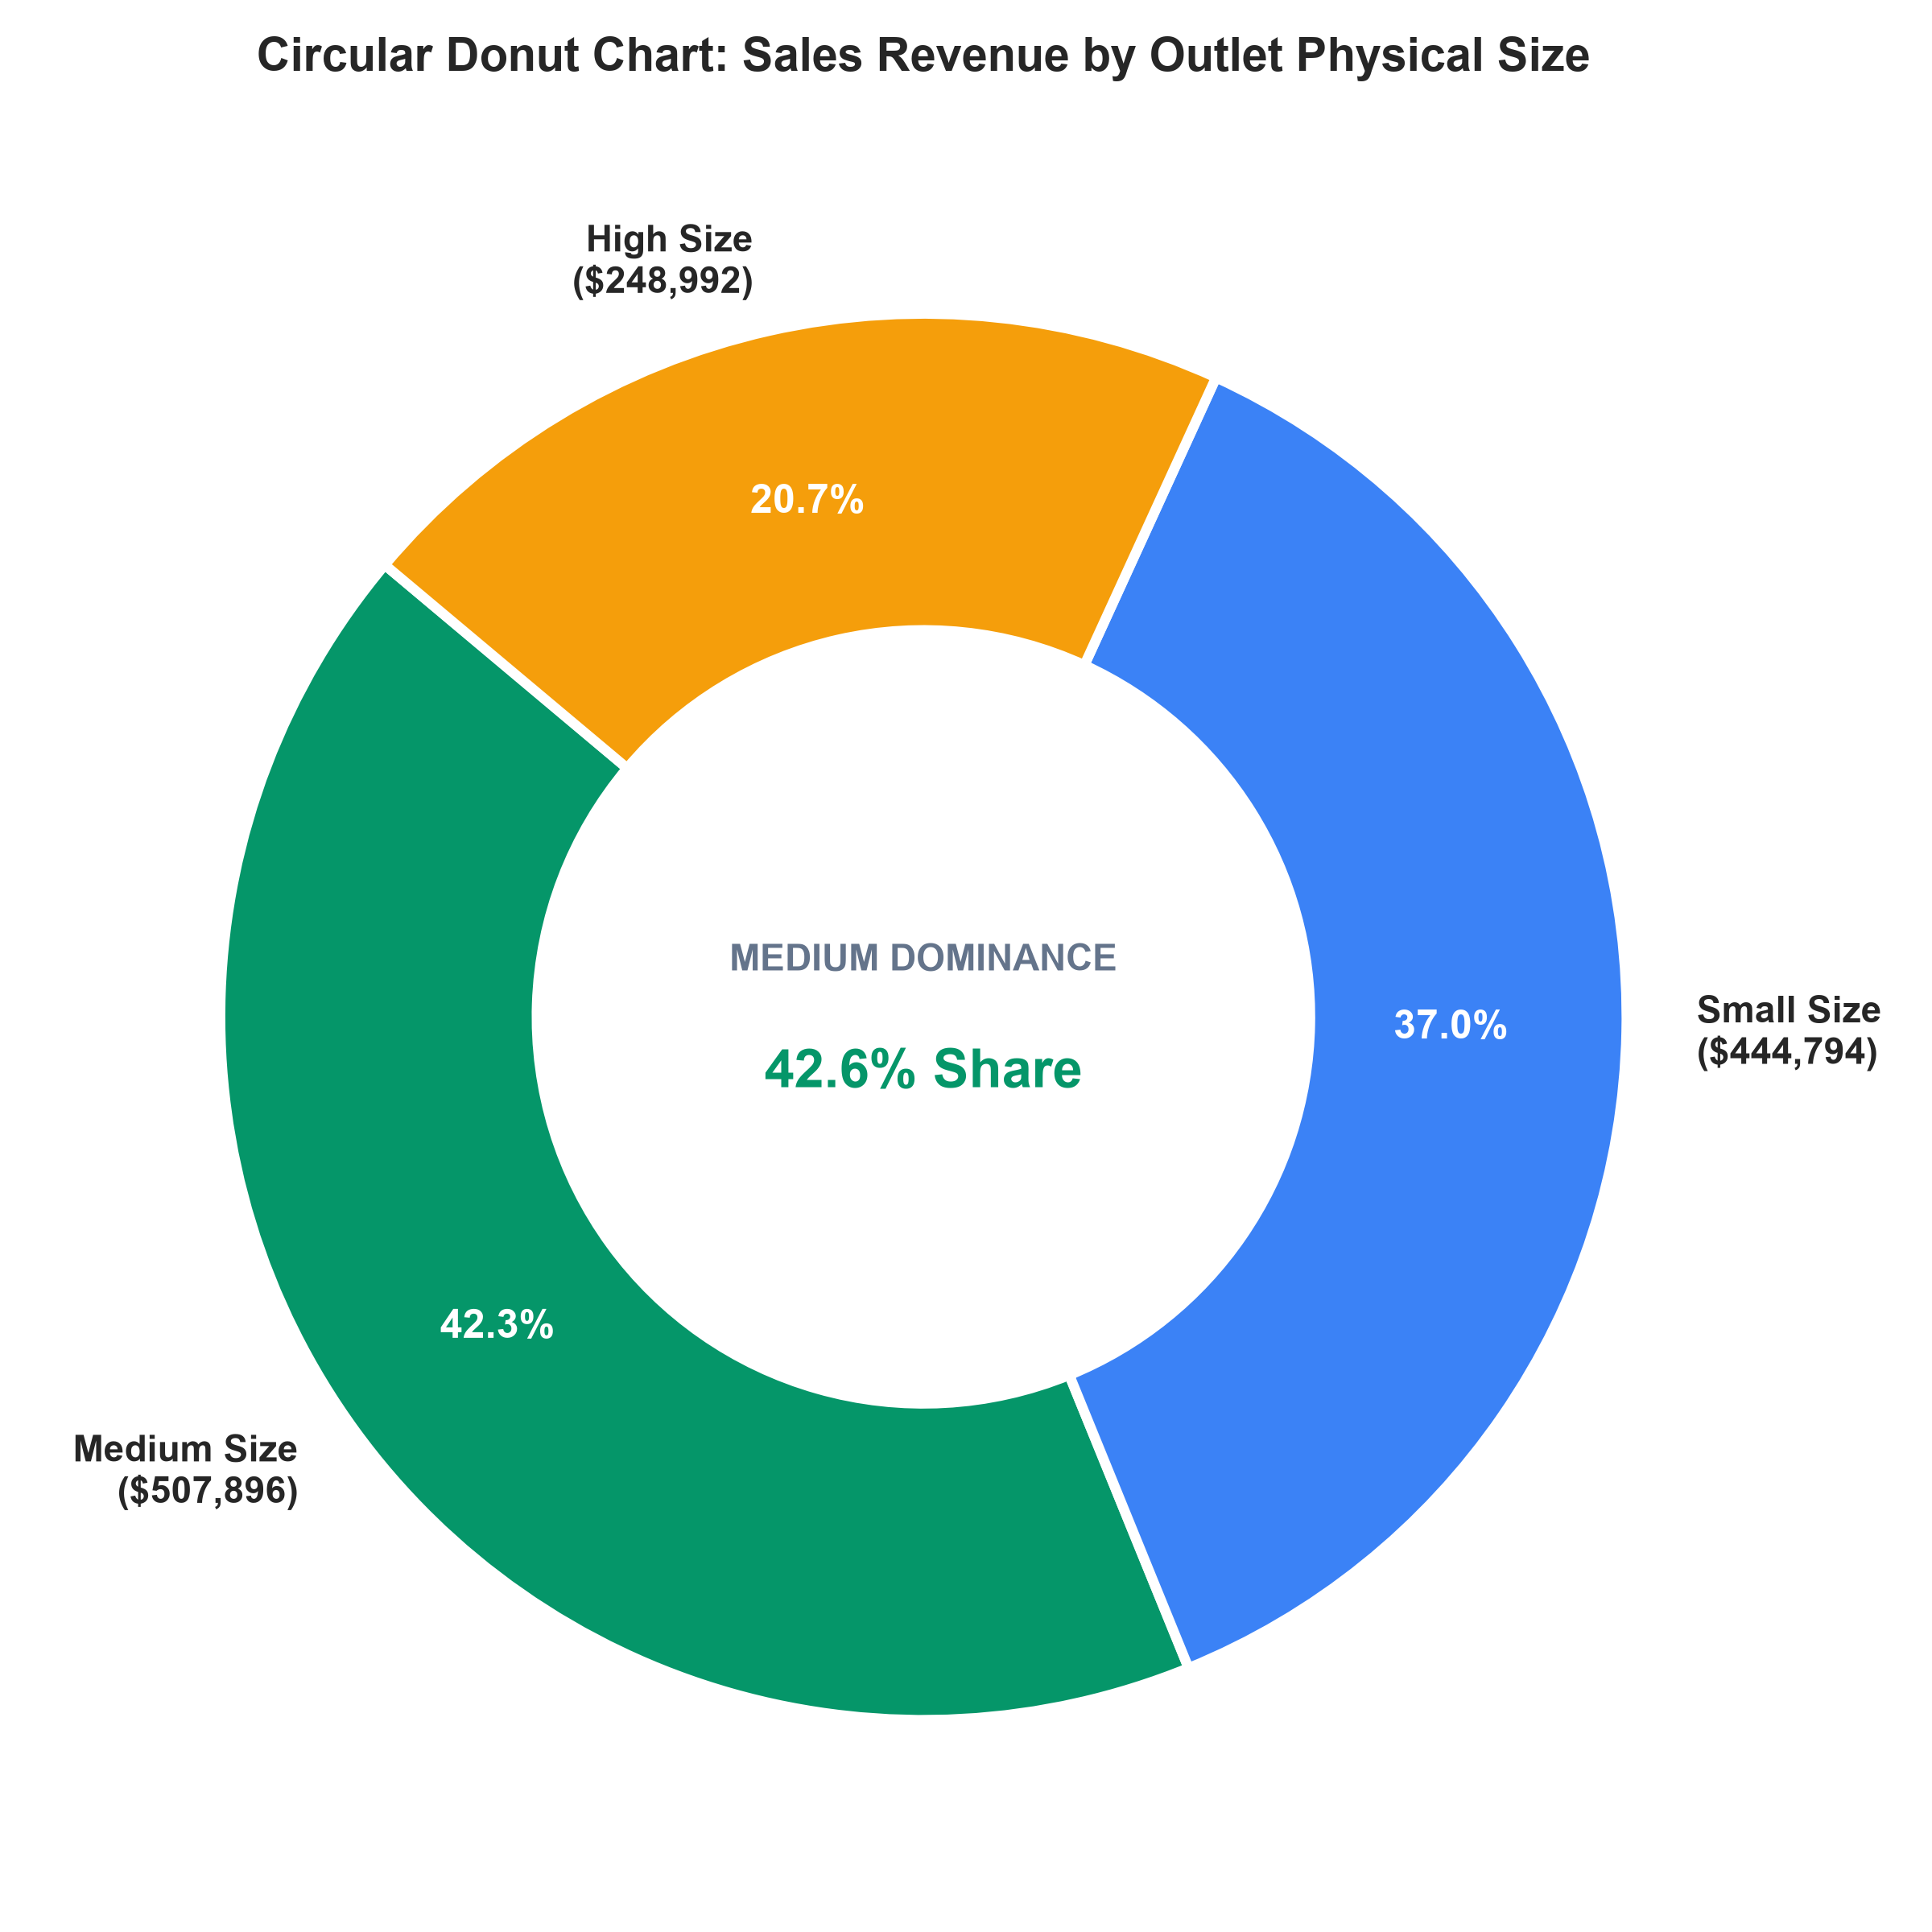 Circular Donut Chart: Sales Revenue by Outlet Physical Size
High Size
($248,992)
20.7%
MEDIUM DOMINANCE
42.6% Share
37.0%
Small Size
($444,794)
42.3%
Medium Size
($507,896)